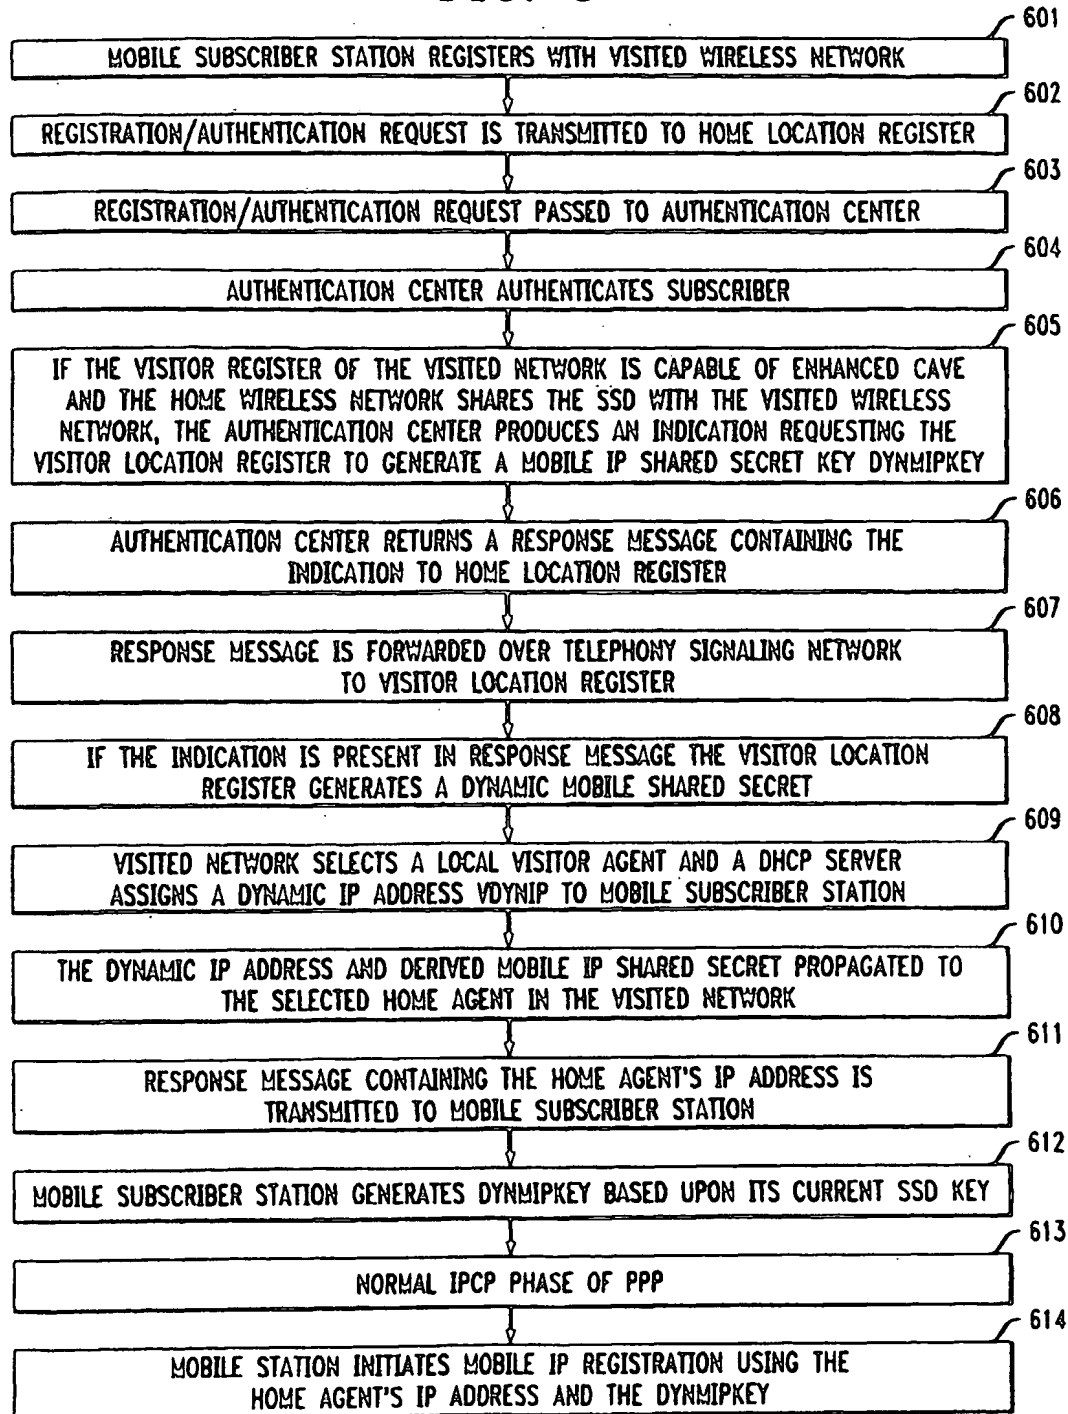 601
MOBILE SUBSCRIBER STATION REGISTERS WITH VISITED WIRELESS NETWORK
602
REGISTRATION/AUTHENTICATION REQUEST IS TRANSMITTED TO HOME LOCATION REGISTER
603
REGISTRATION/AUTHENTICATION REQUEST PASSED TO AUTHENTICATION CENTER
604
AUTHENTICATION CENTER AUTHENTICATES SUBSCRIBER
605
IF THE VISITOR REGISTER OF THE VISITED NETWORK IS CAPABLE OF ENHANCED CAVE
AND THE HOME WIRELESS NETWORK SHARES THE SSD WITH THE VISITED WIRELESS
NETWORK, THE AUTHENTICATION CENTER PRODUCES AN INDICATION REQUESTING THE
VISITOR LOCATION REGISTER TO GENERATE A MOBILE IP SHARED SECRET KEY DYNMIPKEY
606
AUTHENTICATION CENTER RETURNS A RESPONSE MESSAGE CONTAINING THE
INDICATION TO HOME LOCATION REGISTER
607
RESPONSE MESSAGE IS FORWARDED OVER TELEPHONY SIGNALING NETWORK
TO VISITOR LOCATION REGISTER
608
IF THE INDICATION IS PRESENT IN RESPONSE MESSAGE THE VISITOR LOCATION
REGISTER GENERATES A DYNAMIC MOBILE SHARED SECRET
609
VISITED NETWORK SELECTS A LOCAL VISITOR AGENT AND A DHCP SERVER
ASSIGNS A DYNAMIC IP ADDRESS VDYNIP TO MOBILE SUBSCRIBER STATION
610
THE DYNAMIC IP ADDRESS AND DERIVED MOBILE IP SHARED SECRET PROPAGATED TO
THE SELECTED HOME AGENT IN THE VISITED NETWORK
611
RESPONSE MESSAGE CONTAINING THE HOME AGENT'S IP ADDRESS IS
TRANSMITTED TO MOBILE SUBSCRIBER STATION
612
MOBILE SUBSCRIBER STATION GENERATES DYNMIPKEY BASED UPON ITS CURRENT SSD KEY
613
NORMAL IPCP PHASE OF PPP
614
MOBILE STATION INITIATES MOBILE IP REGISTRATION USING THE
HOME AGENT'S IP ADDRESS AND THE DYNMIPKEY